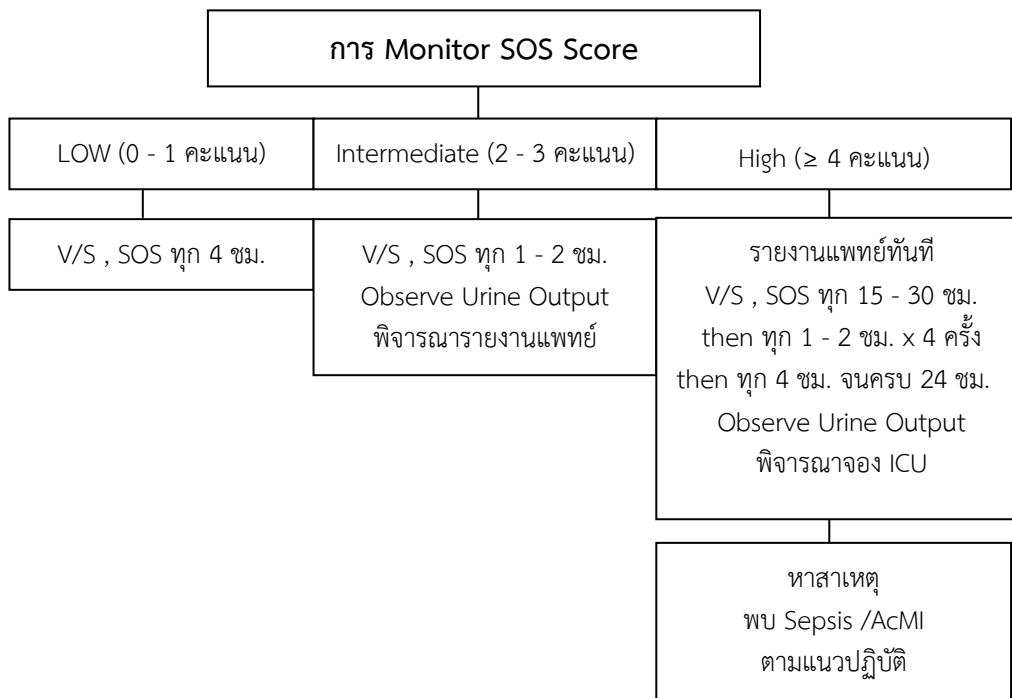 การ Monitor SOS Score
LOW (0 - 1 คะแนน)
Intermediate (2 - 3 คะแนน)
High (≥ 4 คะแนน)
V/S , SOS ทุก 4 ชม.
V/S , SOS ทุก 1 - 2 ชม.
Observe Urine Output
พิจารณารายงานแพทย์
รายงานแพทย์ทันที
V/S , SOS ทุก 15 - 30 ชม.
then ทุก 1 - 2 ชม. x 4 ครั้ง
then ทุก 4 ชม. จนครบ 24 ชม.
Observe Urine Output
พิจารณาจอง ICU
หาสาเหตุ
พบ Sepsis /AcMI
ตามแนวปฏิบัติ